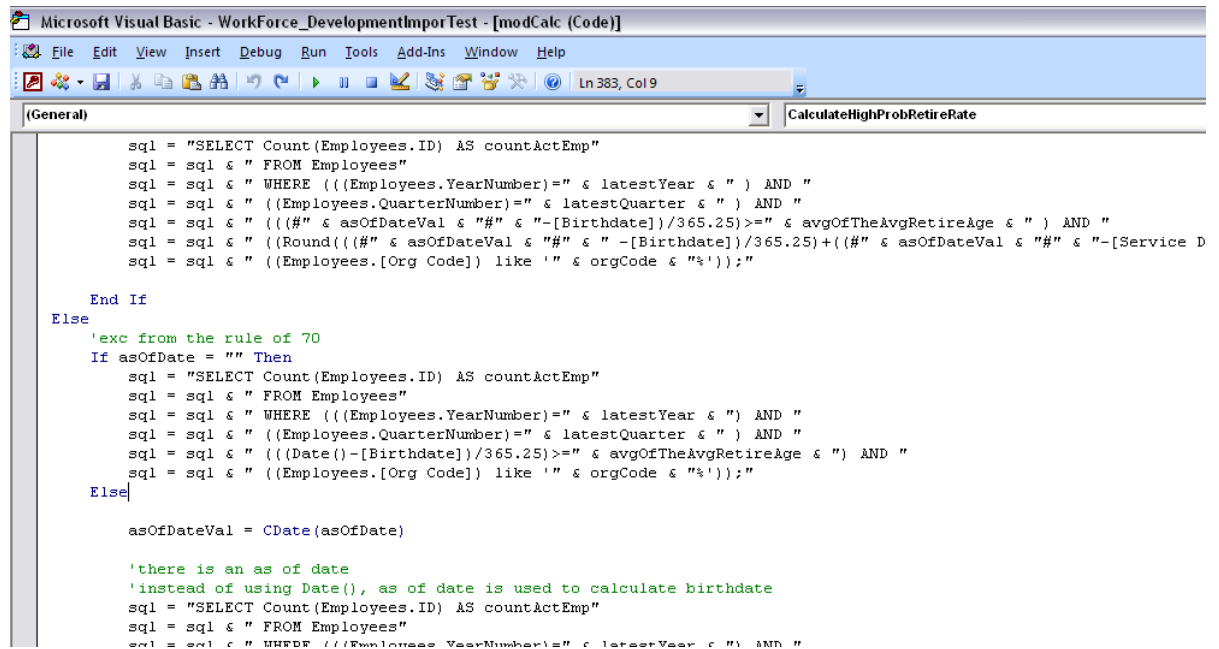 Microsoft Visual Basic - WorkForce_DevelopmentImporTest - [modCalc (Code)]
File Edit View Insert Debug Run Tools Add-Ins Window Help
Ln 383, Col 9
(General) CalculateHighProbRetireRate
sql = "SELECT Count(Employees.ID) AS countActEmp"
sql = sql & " FROM Employees"
sql = sql & " WHERE (((Employees.YearNumber)=" & latestYear & " ) AND "
sql = sql & " ((Employees.QuarterNumber)=" & latestQuarter & " ) AND "
sql = sql & " (((#" & asOfDateVal & "#" & "-[Birthdate])/365.25)>=" & avgOfTheAvgRetireAge & " ) AND "
sql = sql & " ((Round(((#" & asOfDateVal & "#" & " -[Birthdate])/365.25)+((#" & asOfDateVal & "#" & "-[Service D
sql = sql & " ((Employees.[Org Code]) like '" & orgCode & "%'));"
End If
Else
'exc from the rule of 70
If asOfDate = "" Then
sql = "SELECT Count(Employees.ID) AS countActEmp"
sql = sql & " FROM Employees"
sql = sql & " WHERE (((Employees.YearNumber)=" & latestYear & ") AND "
sql = sql & " ((Employees.QuarterNumber)=" & latestQuarter & " ) AND "
sql = sql & " (((Date()-[Birthdate])/365.25)>=" & avgOfTheAvgRetireAge & ") AND "
sql = sql & " ((Employees.[Org Code]) like '" & orgCode & "%'));"
Else
asOfDateVal = CDate(asOfDate)
'there is an as of date
'instead of using Date(), as of date is used to calculate birthdate
sql = "SELECT Count(Employees.ID) AS countActEmp"
sql = sql & " FROM Employees"
sql = sql & " WHERE (((Employees.YearNumber)=" & latestYear & ") AND "